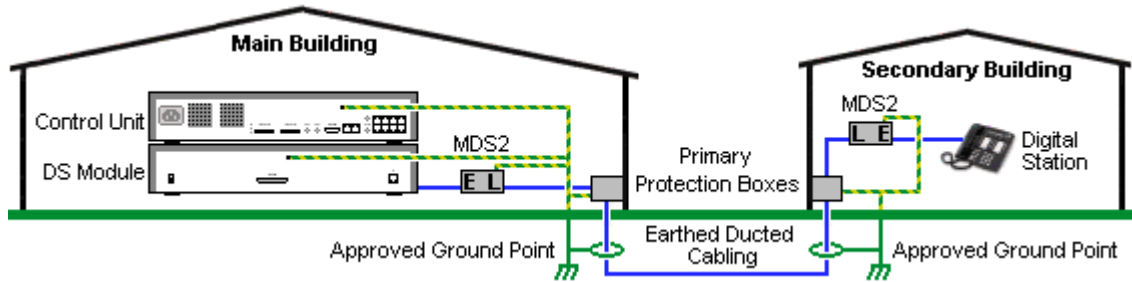 Main Building
Secondary Building
Control Unit
DS Module
MDS2
E L
Primary
Protection Boxes
MDS2
L E
Digital
Station
Approved Ground Point
Earthed Ducted
Cabling
Approved Ground Point